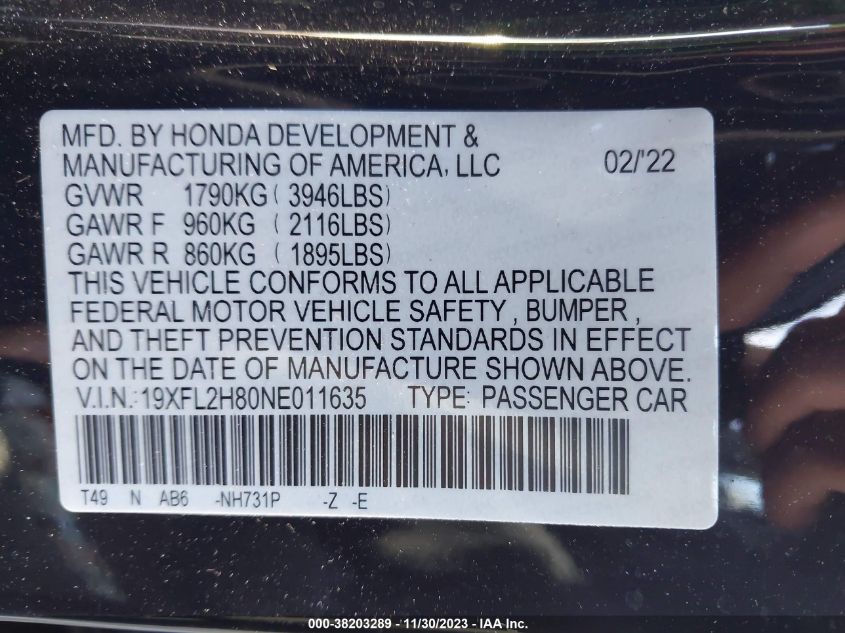 MFD. BY HONDA DEVELOPMENT &
MANUFACTURING OF AMERICA, LLC 02/'22
GVWR 1790KG ( 3946LBS)
GAWR F 960KG ( 2116LBS)
GAWR R 860KG ( 1895LBS)
THIS VEHICLE CONFORMS TO ALL APPLICABLE
FEDERAL MOTOR VEHICLE SAFETY , BUMPER ,
AND THEFT PREVENTION STANDARDS IN EFFECT
ON THE DATE OF MANUFACTURE SHOWN ABOVE.
V.I.N.:19XFL2H80NE011635 TYPE: PASSENGER CAR
T49 N AB6 -NH731P -Z -E
000-38203289 - 11/30/2023 - IAA Inc.